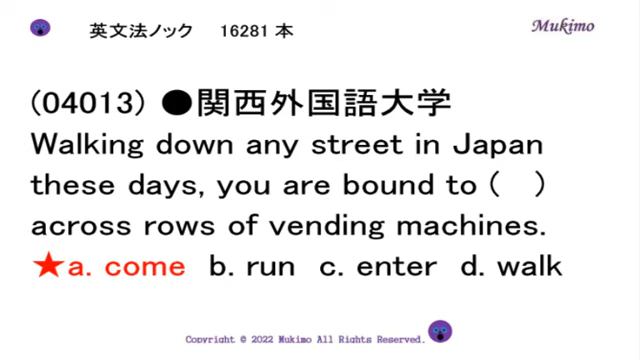 英文法ノック 16281 本
Mukimo
(04013) ●関西外国語大学
Walking down any street in Japan
these days, you are bound to ( )
across rows of vending machines.
★a. come b. run c. enter d. walk
Copyright © 2022 Mukimo All Rights Reserved.